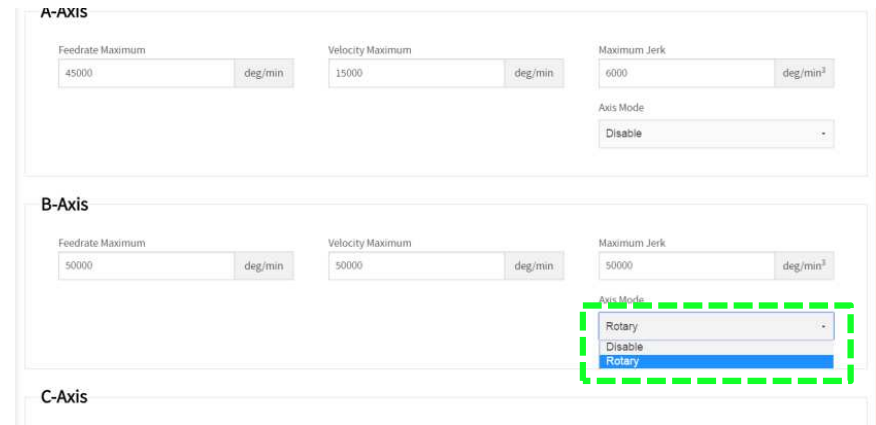 A-Axis
Feedrate Maximum Velocity Maximum Maximum Jerk
45000 deg/min 15000 deg/min 6000 deg/min³
Axis Mode
Disable
B-Axis
Feedrate Maximum Velocity Maximum Maximum Jerk
50000 deg/min 50000 deg/min 50000 deg/min³
Axis Mode
Rotary
Disable
Rotary
C-Axis